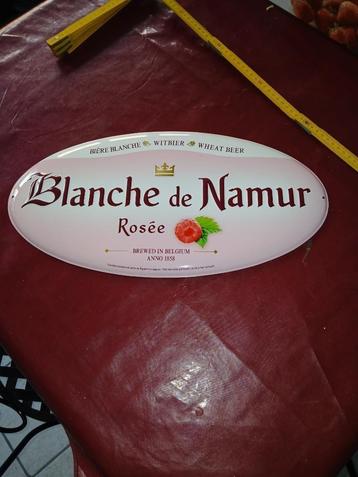 BIÈRE BLANCHE WITBIER WHEAT BEER
Blanche de Namur
Rosée
BREWED IN BELGIUM
ANNO 1858